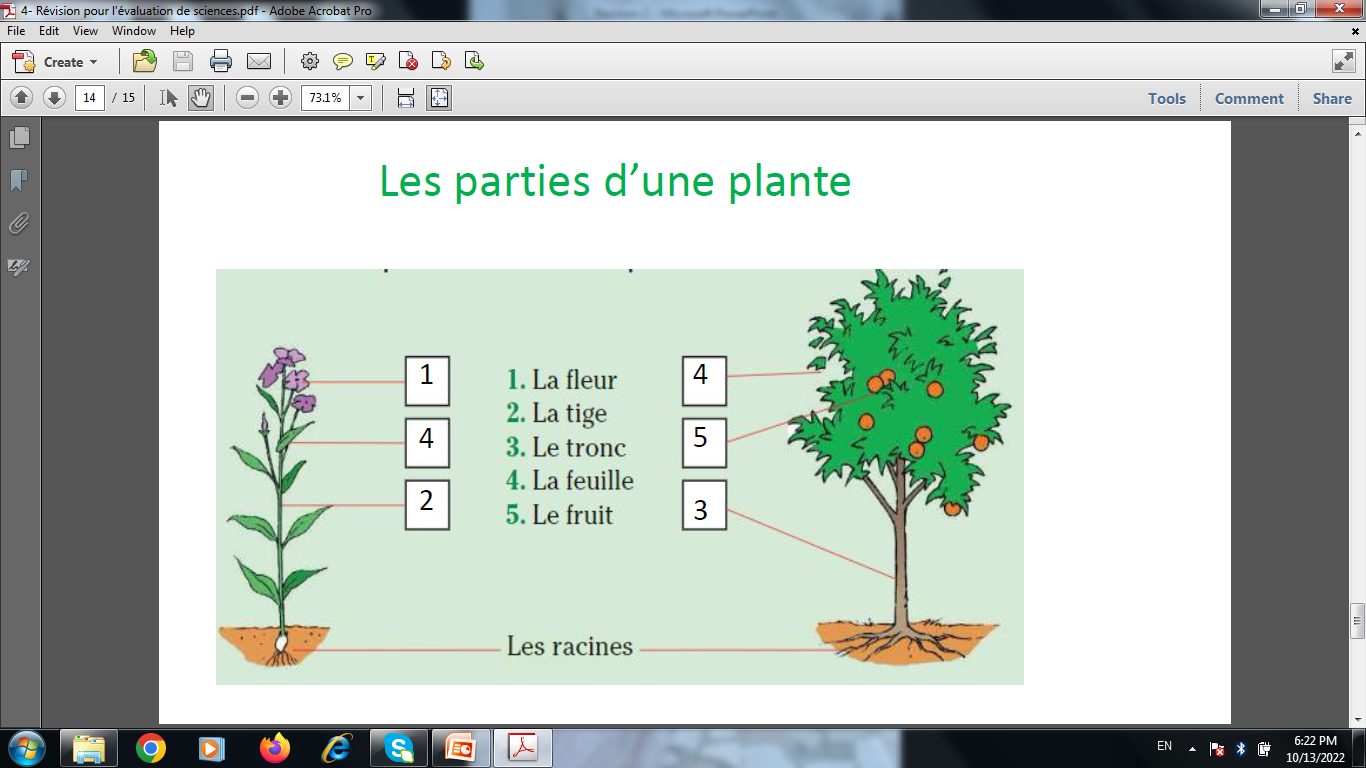 4- Révision pour l'évaluation de sciences.pdf - Adobe Acrobat Pro
File Edit View Window Help
Create
14 / 15 73.1% Tools Comment Share
Les parties d’une plante
1
4
2
1. La fleur
2. La tige
3. Le tronc
4. La feuille
5. Le fruit
4
5
3
Les racines
EN
6:22 PM
10/13/2022